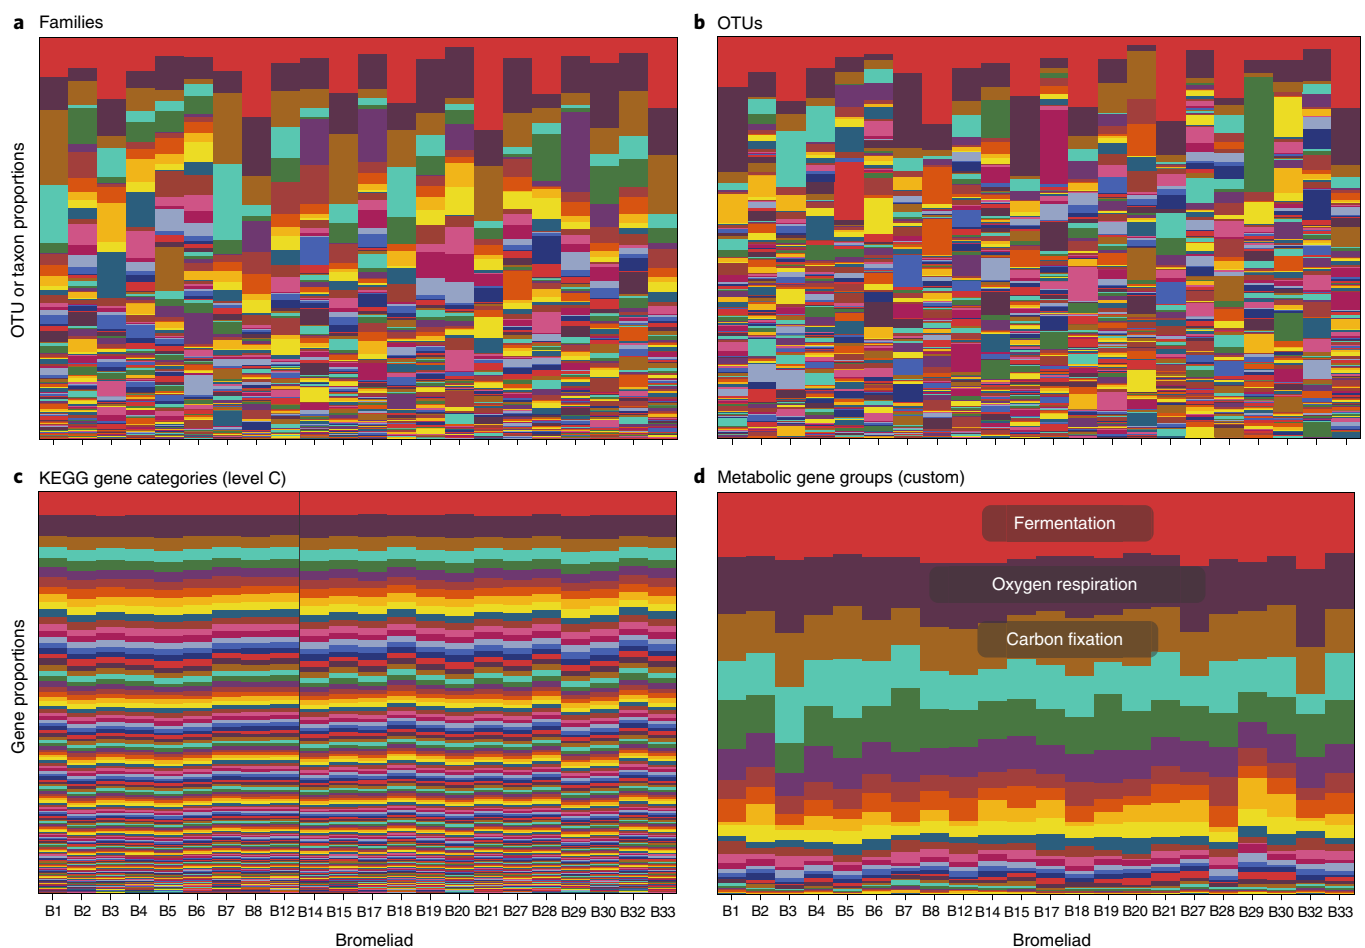 a Families
b OTUs
OTU or taxon proportions
c KEGG gene categories (level C)
d Metabolic gene groups (custom)
Gene proportions
Fermentation
Oxygen respiration
Carbon fixation
B1 B2 B3 B4 B5 B6 B7 B8 B12 B14 B15 B17 B18 B19 B20 B21 B27 B28 B29 B30 B32 B33
B1 B2 B3 B4 B5 B6 B7 B8 B12 B14 B15 B17 B18 B19 B20 B21 B27 B28 B29 B30 B32 B33
Bromeliad
Bromeliad